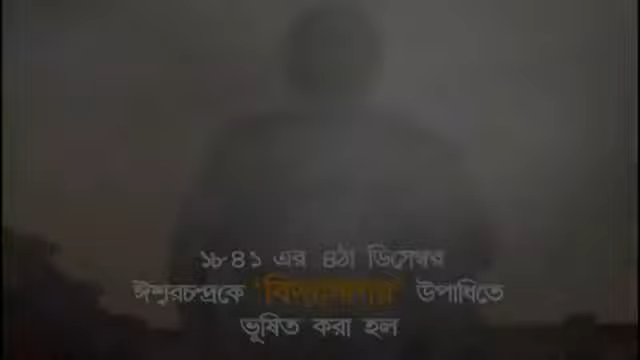 ১৮৪১ এর ৪ঠা ডিসেম্বর
ঈশ্বরচন্দ্রকে 'বিদ্যাসাগর' উপাধিতে
ভূষিত করা হল